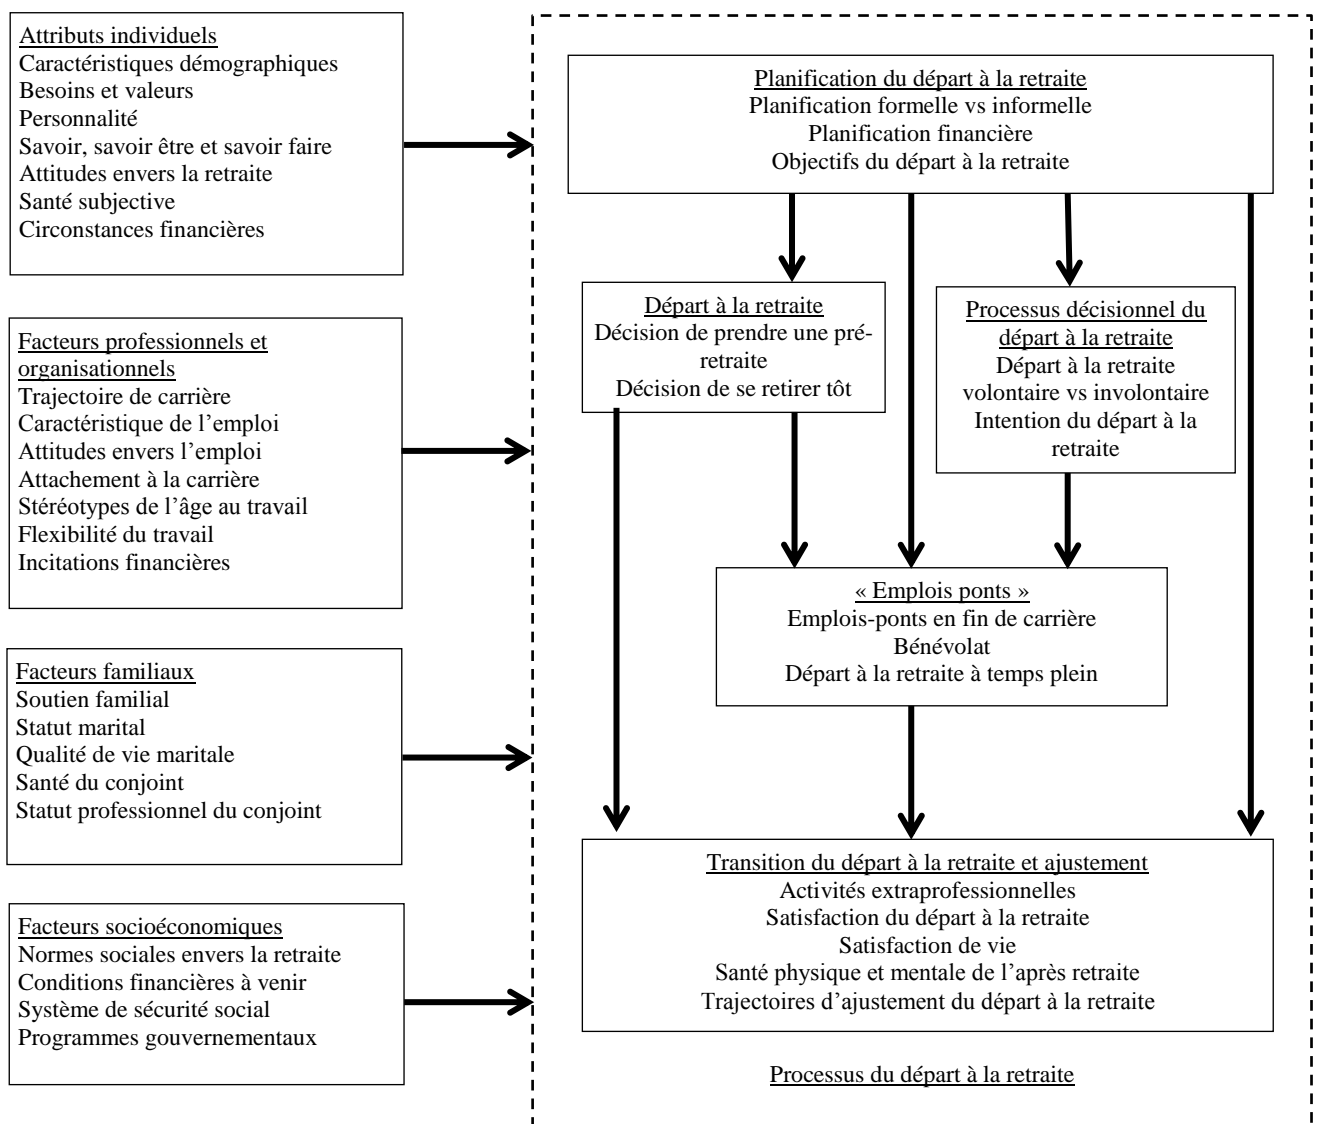 Attributs individuels
Caractéristiques démographiques
Besoins et valeurs
Personnalité
Savoir, savoir être et savoir faire
Attitudes envers la retraite
Santé subjective
Circonstances financières
Facteurs professionnels et
organisationnels
Trajectoire de carrière
Caractéristique de l’emploi
Attitudes envers l’emploi
Attachement à la carrière
Stéréotypes de l’âge au travail
Flexibilité du travail
Incitations financières
Facteurs familiaux
Soutien familial
Statut marital
Qualité de vie maritale
Santé du conjoint
Statut professionnel du conjoint
Facteurs socioéconomiques
Normes sociales envers la retraite
Conditions financières à venir
Système de sécurité social
Programmes gouvernementaux
Planification du départ à la retraite
Planification formelle vs informelle
Planification financière
Objectifs du départ à la retraite
Départ à la retraite
Décision de prendre une pré-
retraite
Décision de se retirer tôt
Processus décisionnel du
départ à la retraite
Départ à la retraite
volontaire vs involontaire
Intention du départ à la
retraite
« Emplois ponts »
Emplois-ponts en fin de carrière
Bénévolat
Départ à la retraite à temps plein
Transition du départ à la retraite et ajustement
Activités extraprofessionnelles
Satisfaction du départ à la retraite
Satisfaction de vie
Santé physique et mentale de l’après retraite
Trajectoires d’ajustement du départ à la retraite
Processus du départ à la retraite